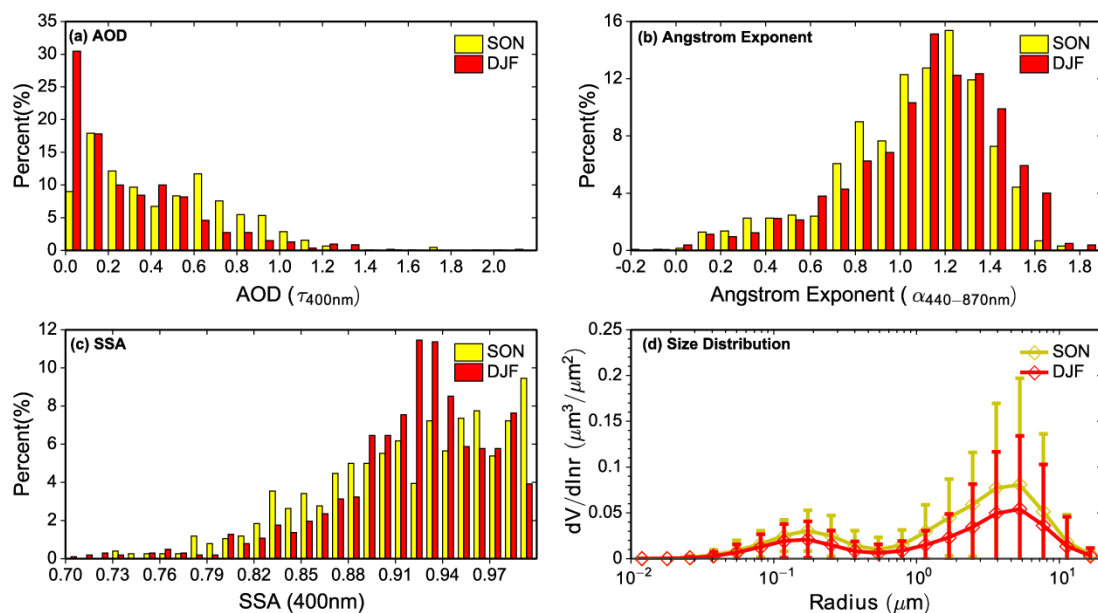 (a) AOD
SON
DJF
Percent(%)
35
30
25
20
15
10
5
0
0.0 0.2 0.4 0.6 0.8 1.0 1.2 1.4 1.6 1.8 2.0
AOD (τ400nm)
(b) Angstrom Exponent
SON
DJF
Percent(%)
16
12
8
4
0
-0.2 0.0 0.2 0.4 0.6 0.8 1.0 1.2 1.4 1.6 1.8
Angstrom Exponent (α440−870nm)
(c) SSA
SON
DJF
Percent(%)
12
10
8
6
4
2
0
0.70 0.73 0.76 0.79 0.82 0.85 0.88 0.91 0.94 0.97
SSA (400nm)
(d) Size Distribution
SON
DJF
dV/dlnr (μm³/μm²)
0.25
0.2
0.15
0.1
0.05
0
10⁻² 10⁻¹ 10⁰ 10¹
Radius (μm)